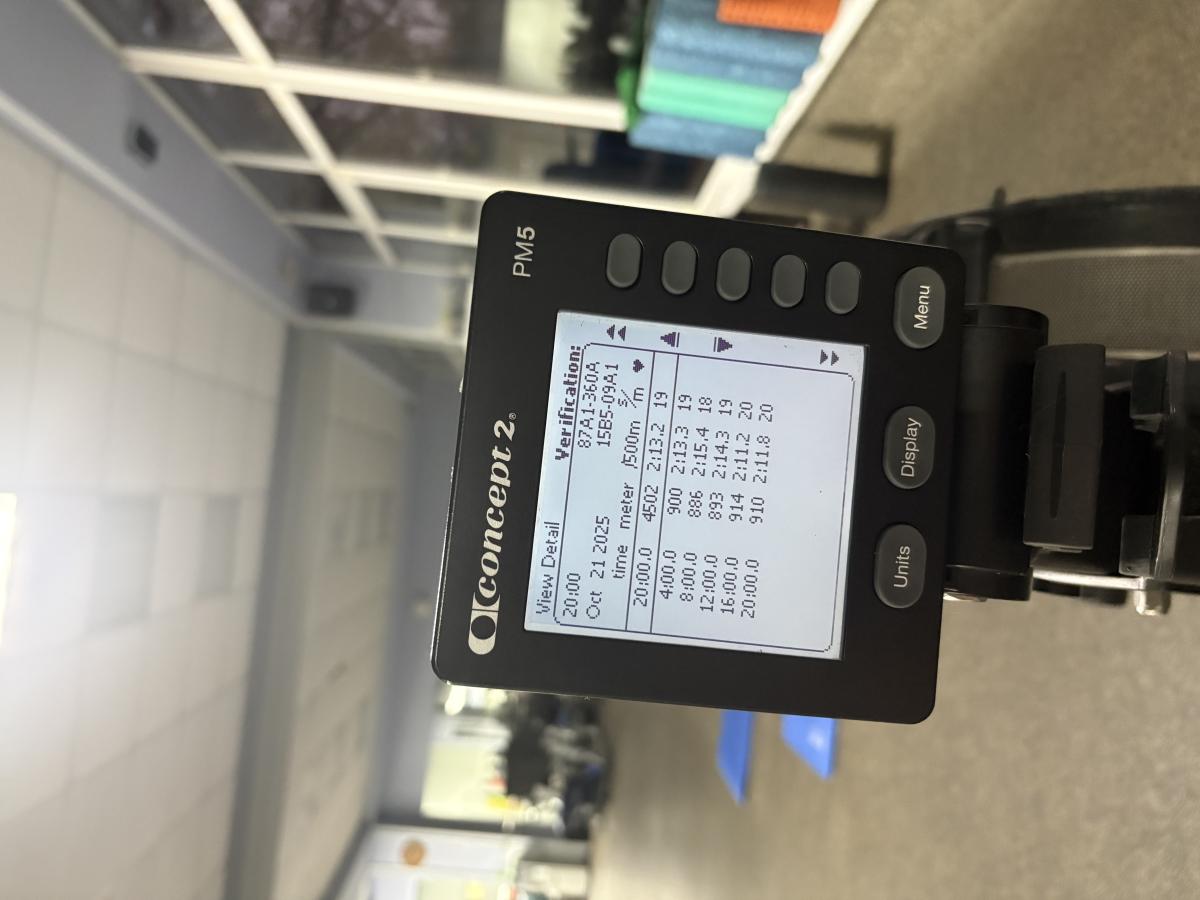 concept 2®
PM5
View Detail Verification:
20:00 87A1-360A
Oct 21 2025 15B5-09A1
time meter /500m s/m
20:00.0 4502 2:13.2 19
4:00.0 900 2:13.3 19
8:00.0 886 2:15.4 18
12:00.0 893 2:14.3 19
16:00.0 914 2:11.2 20
20:00.0 910 2:11.8 20
Units
Display
Menu